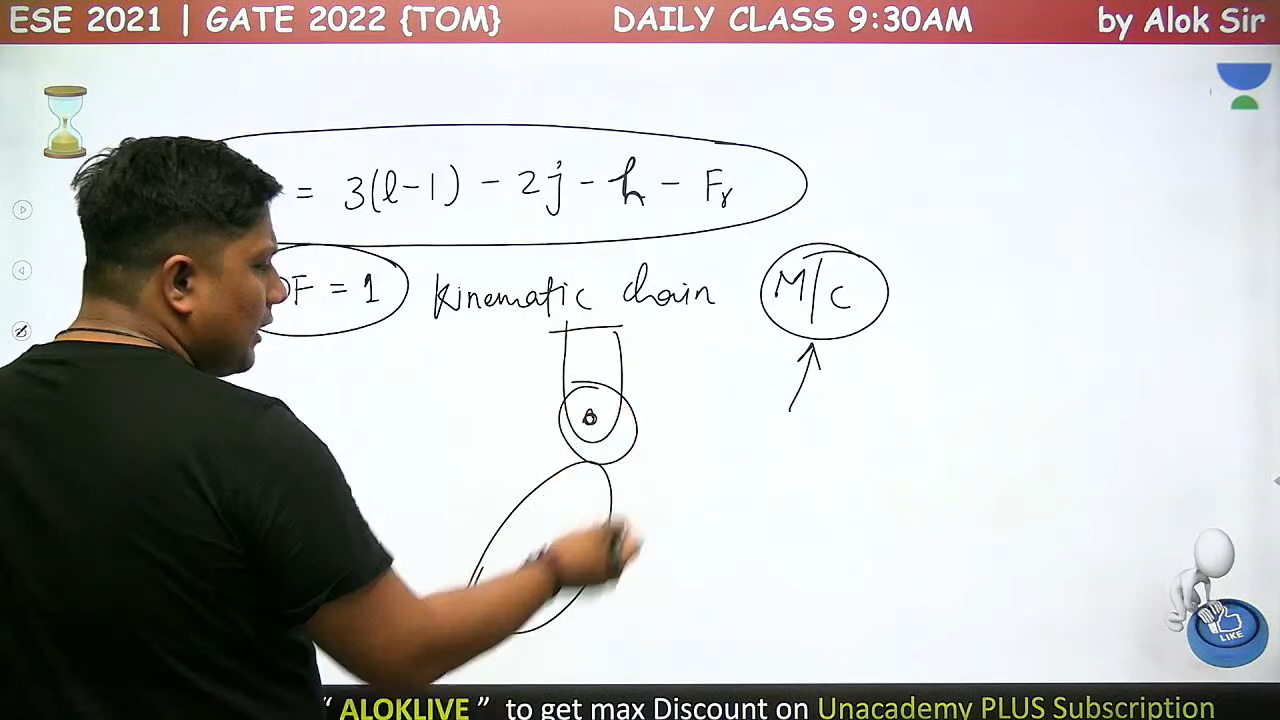 ESE 2021 | GATE 2022 {TOM} DAILY CLASS 9:30AM by Alok Sir
= 3(l-1) - 2j - h - Fr
F = 1 kinematic chain M/C
LIKE
“ ALOKLIVE ” to get max Discount on Unacademy PLUS Subscription